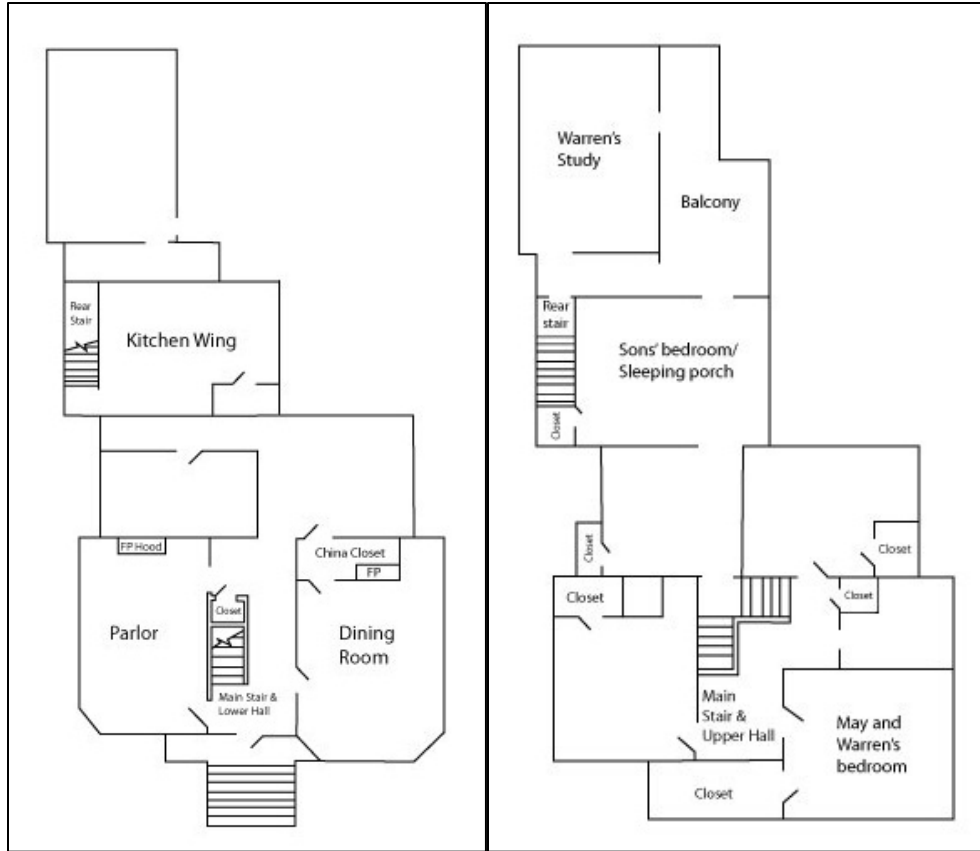 Rear
Stair
Kitchen Wing
FP Hood
China Closet
FP
Closet
Parlor
Dining
Room
Main Stair &
Lower Hall
Warren's
Study
Balcony
Rear
stair
Sons' bedroom/
Sleeping porch
Closet
Closet
Closet
Closet
Closet
Main
Stair &
Upper Hall
May and
Warren's
bedroom
Closet